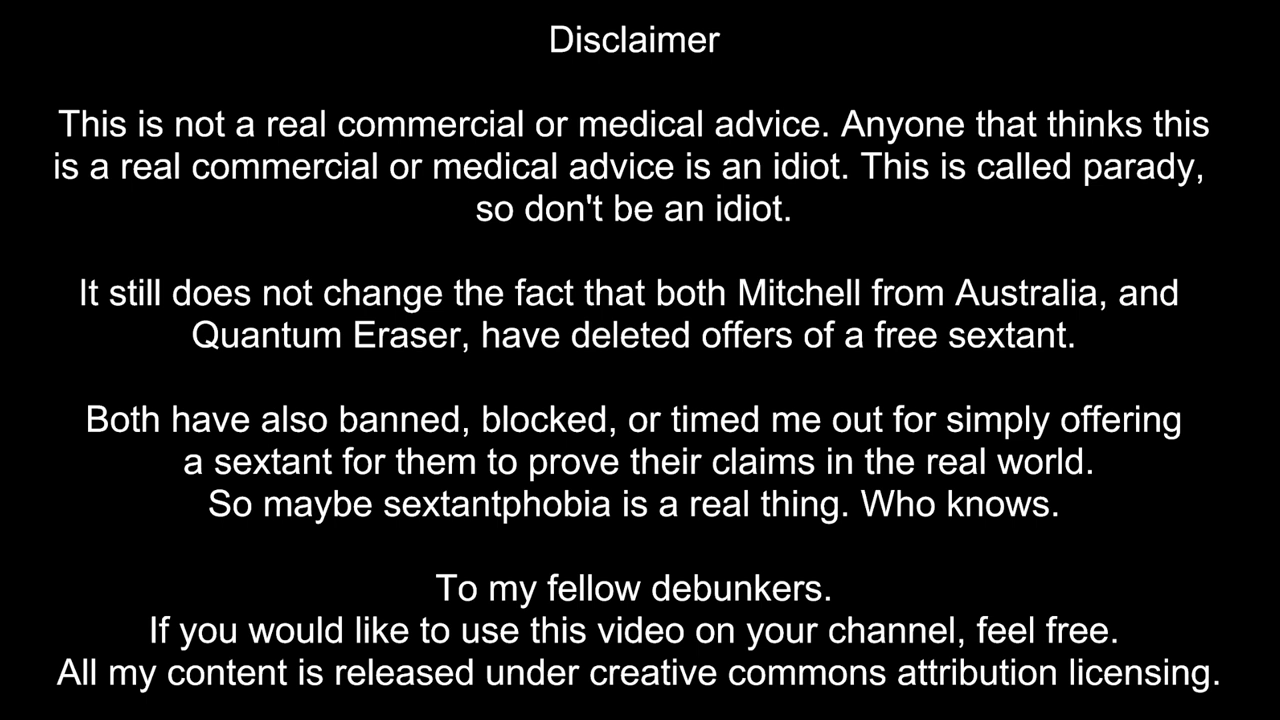 Disclaimer
This is not a real commercial or medical advice. Anyone that thinks this
is a real commercial or medical advice is an idiot. This is called parady,
so don't be an idiot.
It still does not change the fact that both Mitchell from Australia, and
Quantum Eraser, have deleted offers of a free sextant.
Both have also banned, blocked, or timed me out for simply offering
a sextant for them to prove their claims in the real world.
So maybe sextantphobia is a real thing. Who knows.
To my fellow debunkers.
If you would like to use this video on your channel, feel free.
All my content is released under creative commons attribution licensing.